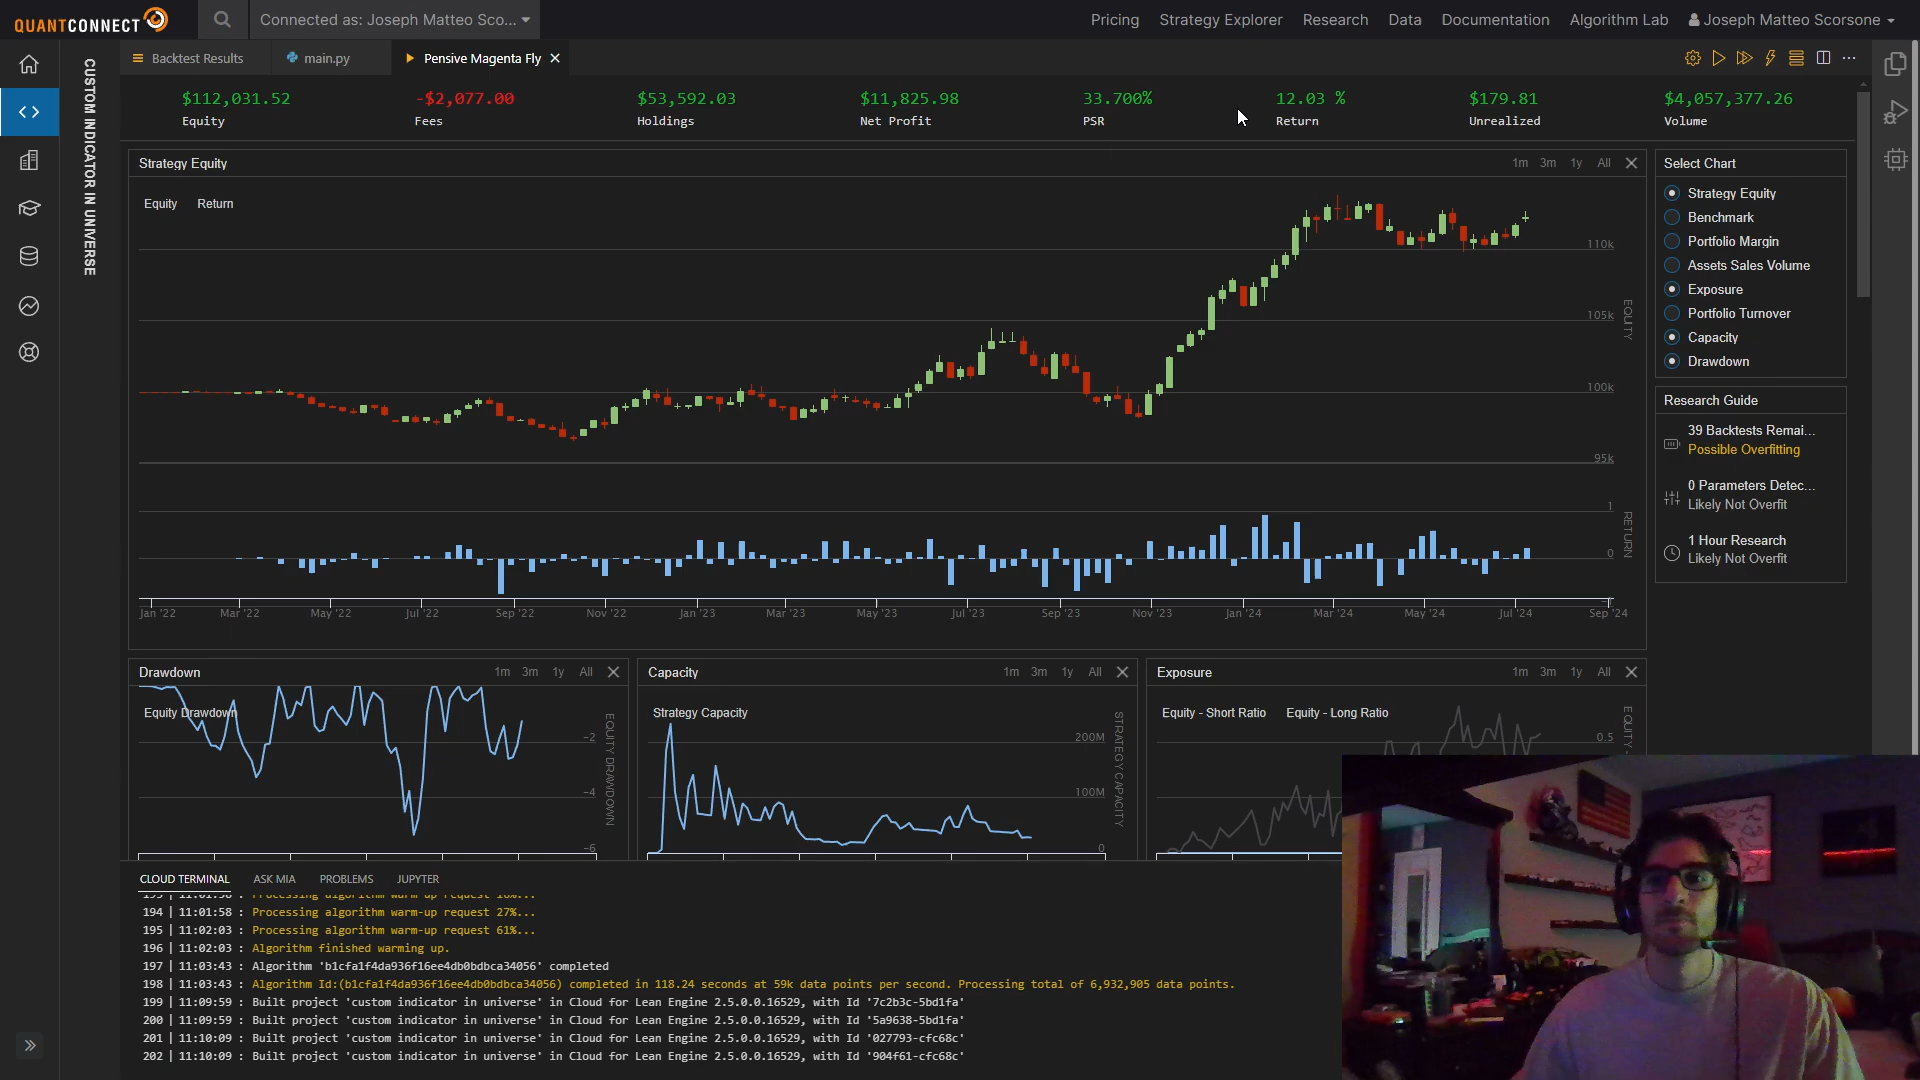 QUANTCONNECT
Connected as: Joseph Matteo Sco...
Pricing
Strategy Explorer
Research
Data
Documentation
Algorithm Lab
Joseph Matteo Scorsone
CUSTOM INDICATOR IN UNIVERSE
Backtest Results
main.py
Pensive Magenta Fly
$112,031.52
-$2,077.00
$53,592.03
$11,825.98
33.700%
12.03 %
$179.81
$4,057,377.26
Equity
Fees
Holdings
Net Profit
PSR
Return
Unrealized
Volume
Strategy Equity
1m 3m 1y All
Equity Return
110k
105k
100k
95k
EQUITY
1
0
RETURN
Jan '22
Mar '22
May '22
Jul '22
Sep '22
Nov '22
Jan '23
Mar '23
May '23
Jul '23
Sep '23
Nov '23
Jan '24
Mar '24
May '24
Jul '24
Sep '24
Select Chart
Strategy Equity
Benchmark
Portfolio Margin
Assets Sales Volume
Exposure
Portfolio Turnover
Capacity
Drawdown
Research Guide
39 Backtests Remai...
Possible Overfitting
0 Parameters Detec...
Likely Not Overfit
1 Hour Research
Likely Not Overfit
Drawdown
1m 3m 1y All
Equity Drawdown
-2
-4
-6
EQUITY DRAWDOWN
Capacity
1m 3m 1y All
Strategy Capacity
200M
100M
0
STRATEGY CAPACITY
Exposure
1m 3m 1y All
Equity - Short Ratio
Equity - Long Ratio
0.5
CLOUD TERMINAL
ASK MIA
PROBLEMS
JUPYTER
194 | 11:01:58 : Processing algorithm warm-up request 27%...
195 | 11:02:03 : Processing algorithm warm-up request 61%...
196 | 11:02:03 : Algorithm finished warming up.
197 | 11:03:43 : Algorithm 'b1cfa1f4da936f16ee4db0bdbca34056' completed
198 | 11:03:43 : Algorithm Id:(b1cfa1f4da936f16ee4db0bdbca34056) completed in 118.24 seconds at 59k data points per second. Processing total of 6,932,905 data points.
199 | 11:09:59 : Built project 'custom indicator in universe' in Cloud for Lean Engine 2.5.0.0.16529, with Id '7c2b3c-5bd1fa'
200 | 11:09:59 : Built project 'custom indicator in universe' in Cloud for Lean Engine 2.5.0.0.16529, with Id '5a9638-5bd1fa'
201 | 11:10:09 : Built project 'custom indicator in universe' in Cloud for Lean Engine 2.5.0.0.16529, with Id '027793-cfc68c'
202 | 11:10:09 : Built project 'custom indicator in universe' in Cloud for Lean Engine 2.5.0.0.16529, with Id '904f61-cfc68c'